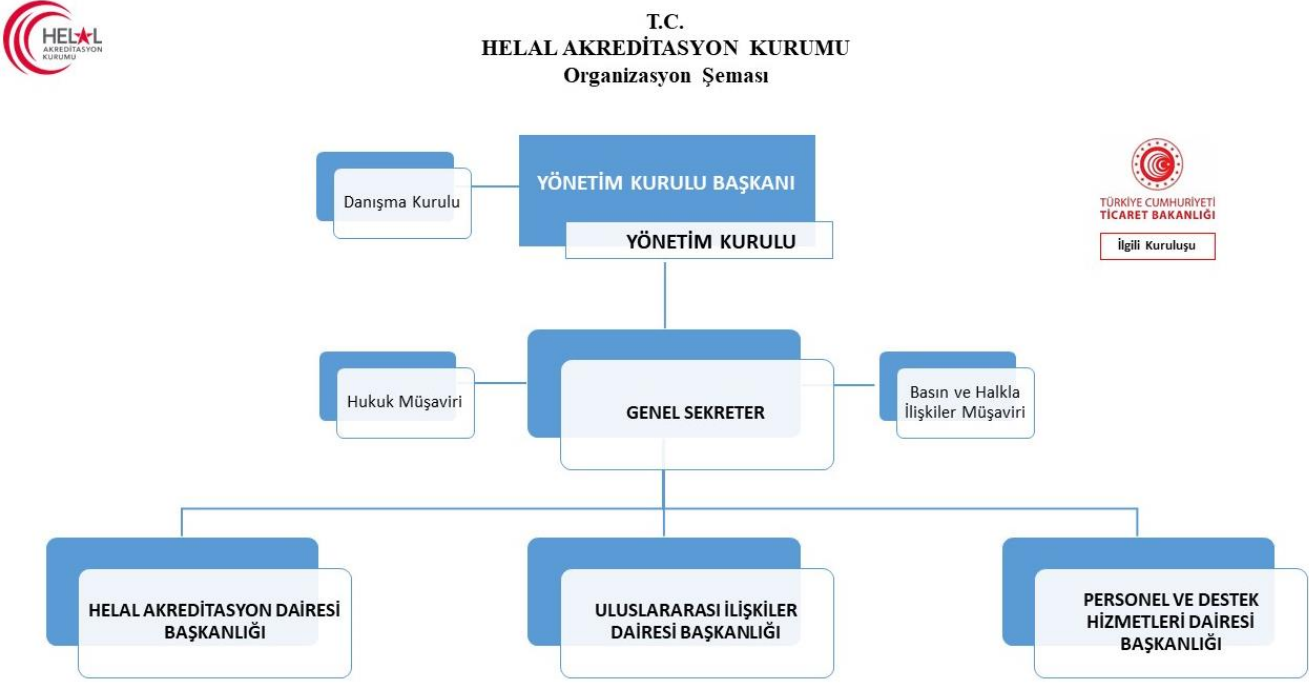 HELAL
AKREDİTASYON
KURUMU
T.C.
HELAL AKREDİTASYON KURUMU
Organizasyon Şeması
YÖNETİM KURULU BAŞKANI
Danışma Kurulu
YÖNETİM KURULU
TÜRKİYE CUMHURİYETİ
TİCARET BAKANLIĞI
İlgili Kuruluşu
Hukuk Müşaviri
GENEL SEKRETER
Basın ve Halkla
İlişkiler Müşaviri
HELAL AKREDİTASYON DAİRESİ
BAŞKANLIĞI
ULUSLARARASI İLİŞKİLER
DAİRESİ BAŞKANLIĞI
PERSONEL VE DESTEK
HİZMETLERİ DAİRESİ
BAŞKANLIĞI